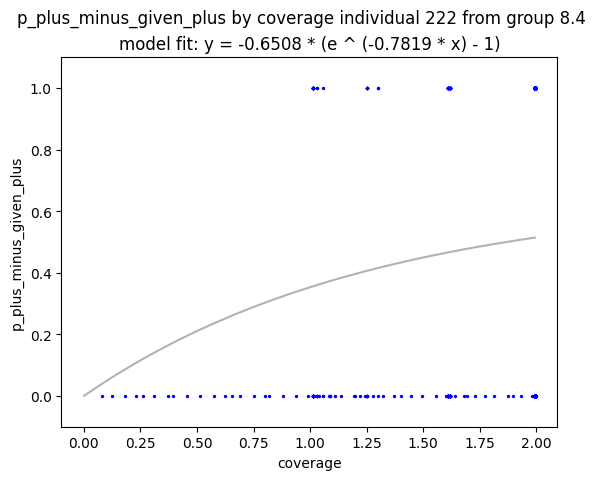 p_plus_minus_given_plus by coverage individual 222 from group 8.4
model fit: y = -0.6508 * (e ^ (-0.7819 * x) - 1)
p_plus_minus_given_plus
1.0
0.8
0.6
0.4
0.2
0.0
0.00 0.25 0.50 0.75 1.00 1.25 1.50 1.75 2.00
coverage